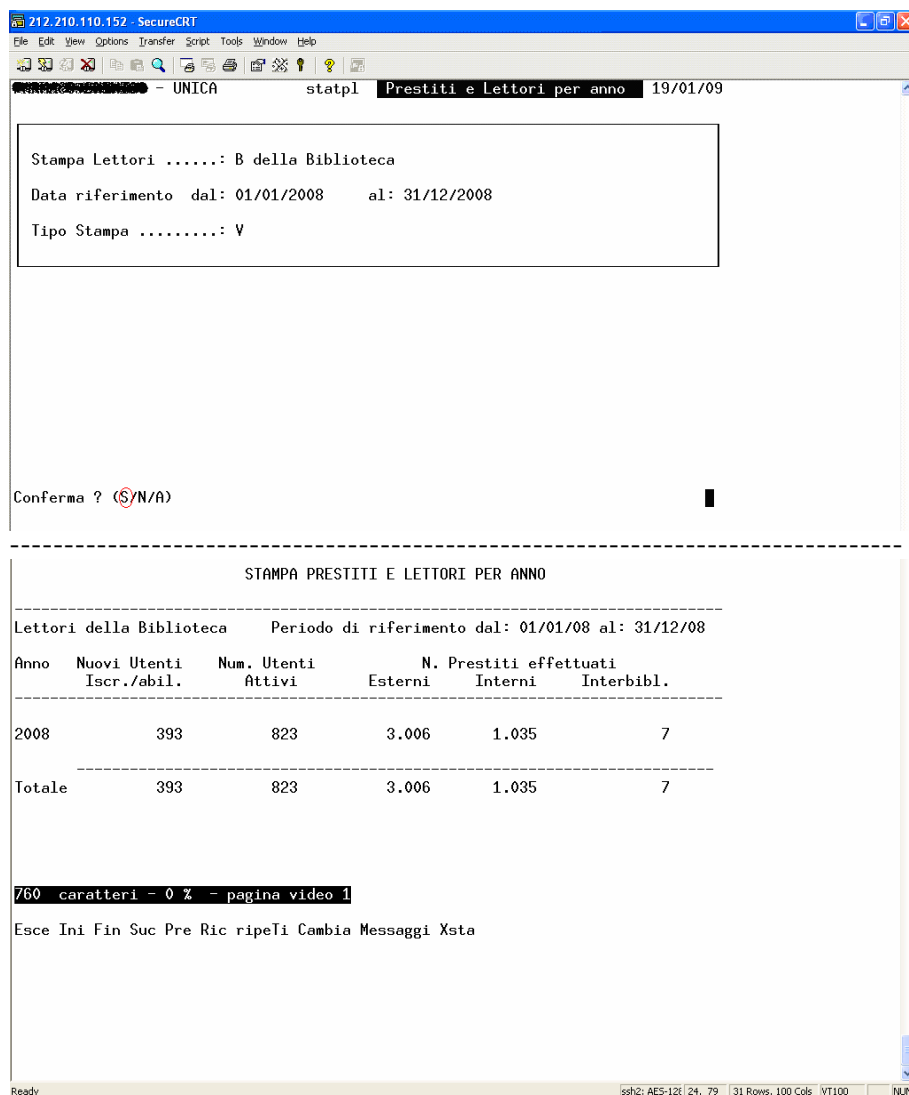 212.210.110.152 - SecureCRT
File Edit View Options Transfer Script Tools Window Help
- UNICA statpl Prestiti e Lettori per anno 19/01/09
Stampa Lettori ......: B della Biblioteca
Data riferimento dal: 01/01/2008 al: 31/12/2008
Tipo Stampa .........: V
Conferma ? (S/N/A)
STAMPA PRESTITI E LETTORI PER ANNO
Lettori della Biblioteca Periodo di riferimento dal: 01/01/08 al: 31/12/08
Anno Nuovi Utenti Num. Utenti N. Prestiti effettuati
Iscr./abil. Attivi Esterni Interni Interbibl.
2008 393 823 3.006 1.035 7
Totale 393 823 3.006 1.035 7
760 caratteri - 0 % - pagina video 1
Esce Ini Fin Suc Pre Ric ripeTi Cambia Messaggi Xsta
Ready ssh2: AES-128 24, 79 31 Rows, 100 Cols VT100 NUM